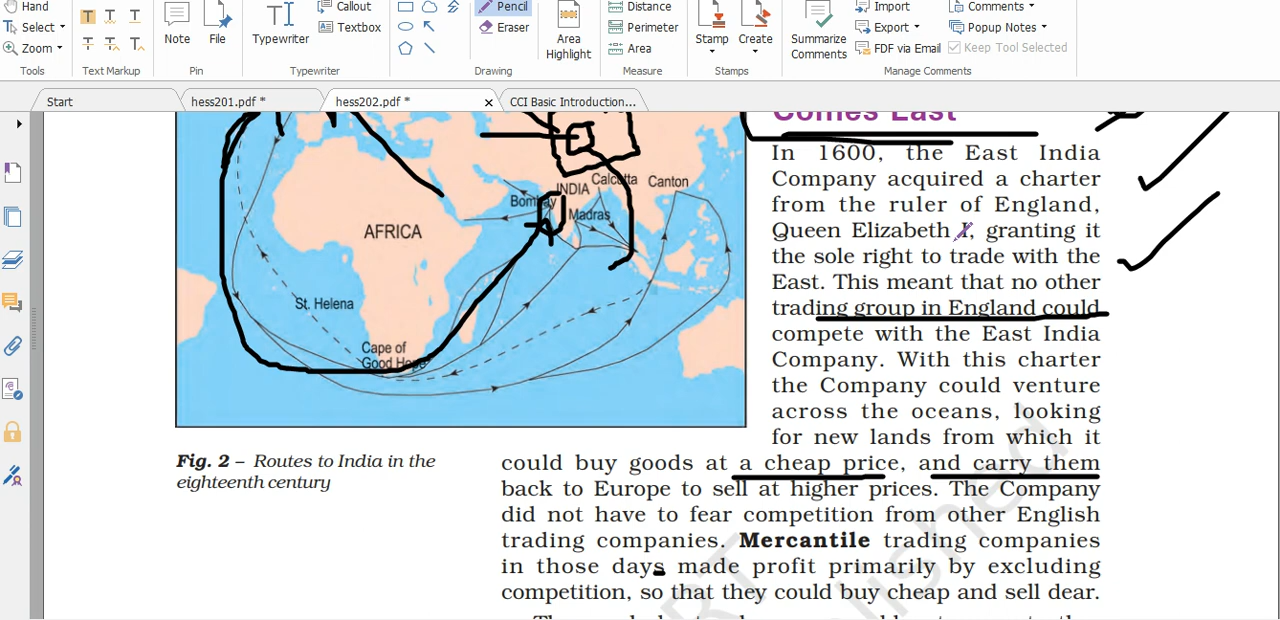 Hand
Select
Zoom
Tools
Text Markup
Note
File
Pin
Typewriter
Callout
Textbox
Typewriter
Pencil
Eraser
Drawing
Area
Highlight
Distance
Perimeter
Area
Measure
Stamp
Create
Stamps
Summarize
Comments
Import
Export
FDF via Email
Comments
Popup Notes
Keep Tool Selected
Manage Comments
Start
hess201.pdf *
hess202.pdf *
CCI Basic Introduction...
AFRICA
INDIA
Calcutta
Canton
Bombay
Madras
St. Helena
Cape of
Good Hope
Fig. 2 – Routes to India in the
eighteenth century
Comes East
In 1600, the East India
Company acquired a charter
from the ruler of England,
Queen Elizabeth I, granting it
the sole right to trade with the
East. This meant that no other
trading group in England could
compete with the East India
Company. With this charter
the Company could venture
across the oceans, looking
for new lands from which it
could buy goods at a cheap price, and carry them
back to Europe to sell at higher prices. The Company
did not have to fear competition from other English
trading companies. Mercantile trading companies
in those days made profit primarily by excluding
competition, so that they could buy cheap and sell dear.